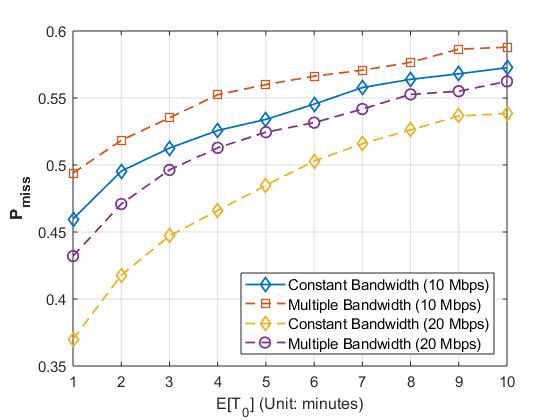 0.6
0.55
0.5
0.45
0.4
0.35
P_miss
1 2 3 4 5 6 7 8 9 10
E[T_0] (Unit: minutes)
Constant Bandwidth (10 Mbps)
Multiple Bandwidth (10 Mbps)
Constant Bandwidth (20 Mbps)
Multiple Bandwidth (20 Mbps)